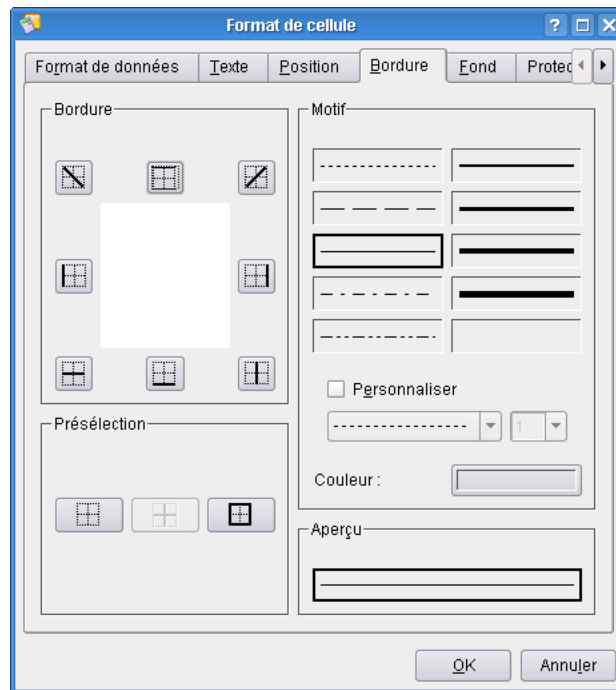 Format de cellule
?
Format de données
Texte
Position
Bordure
Fond
Protec
Bordure
Motif
Personnaliser
1
Présélection
Couleur :
Aperçu
OK
Annuler